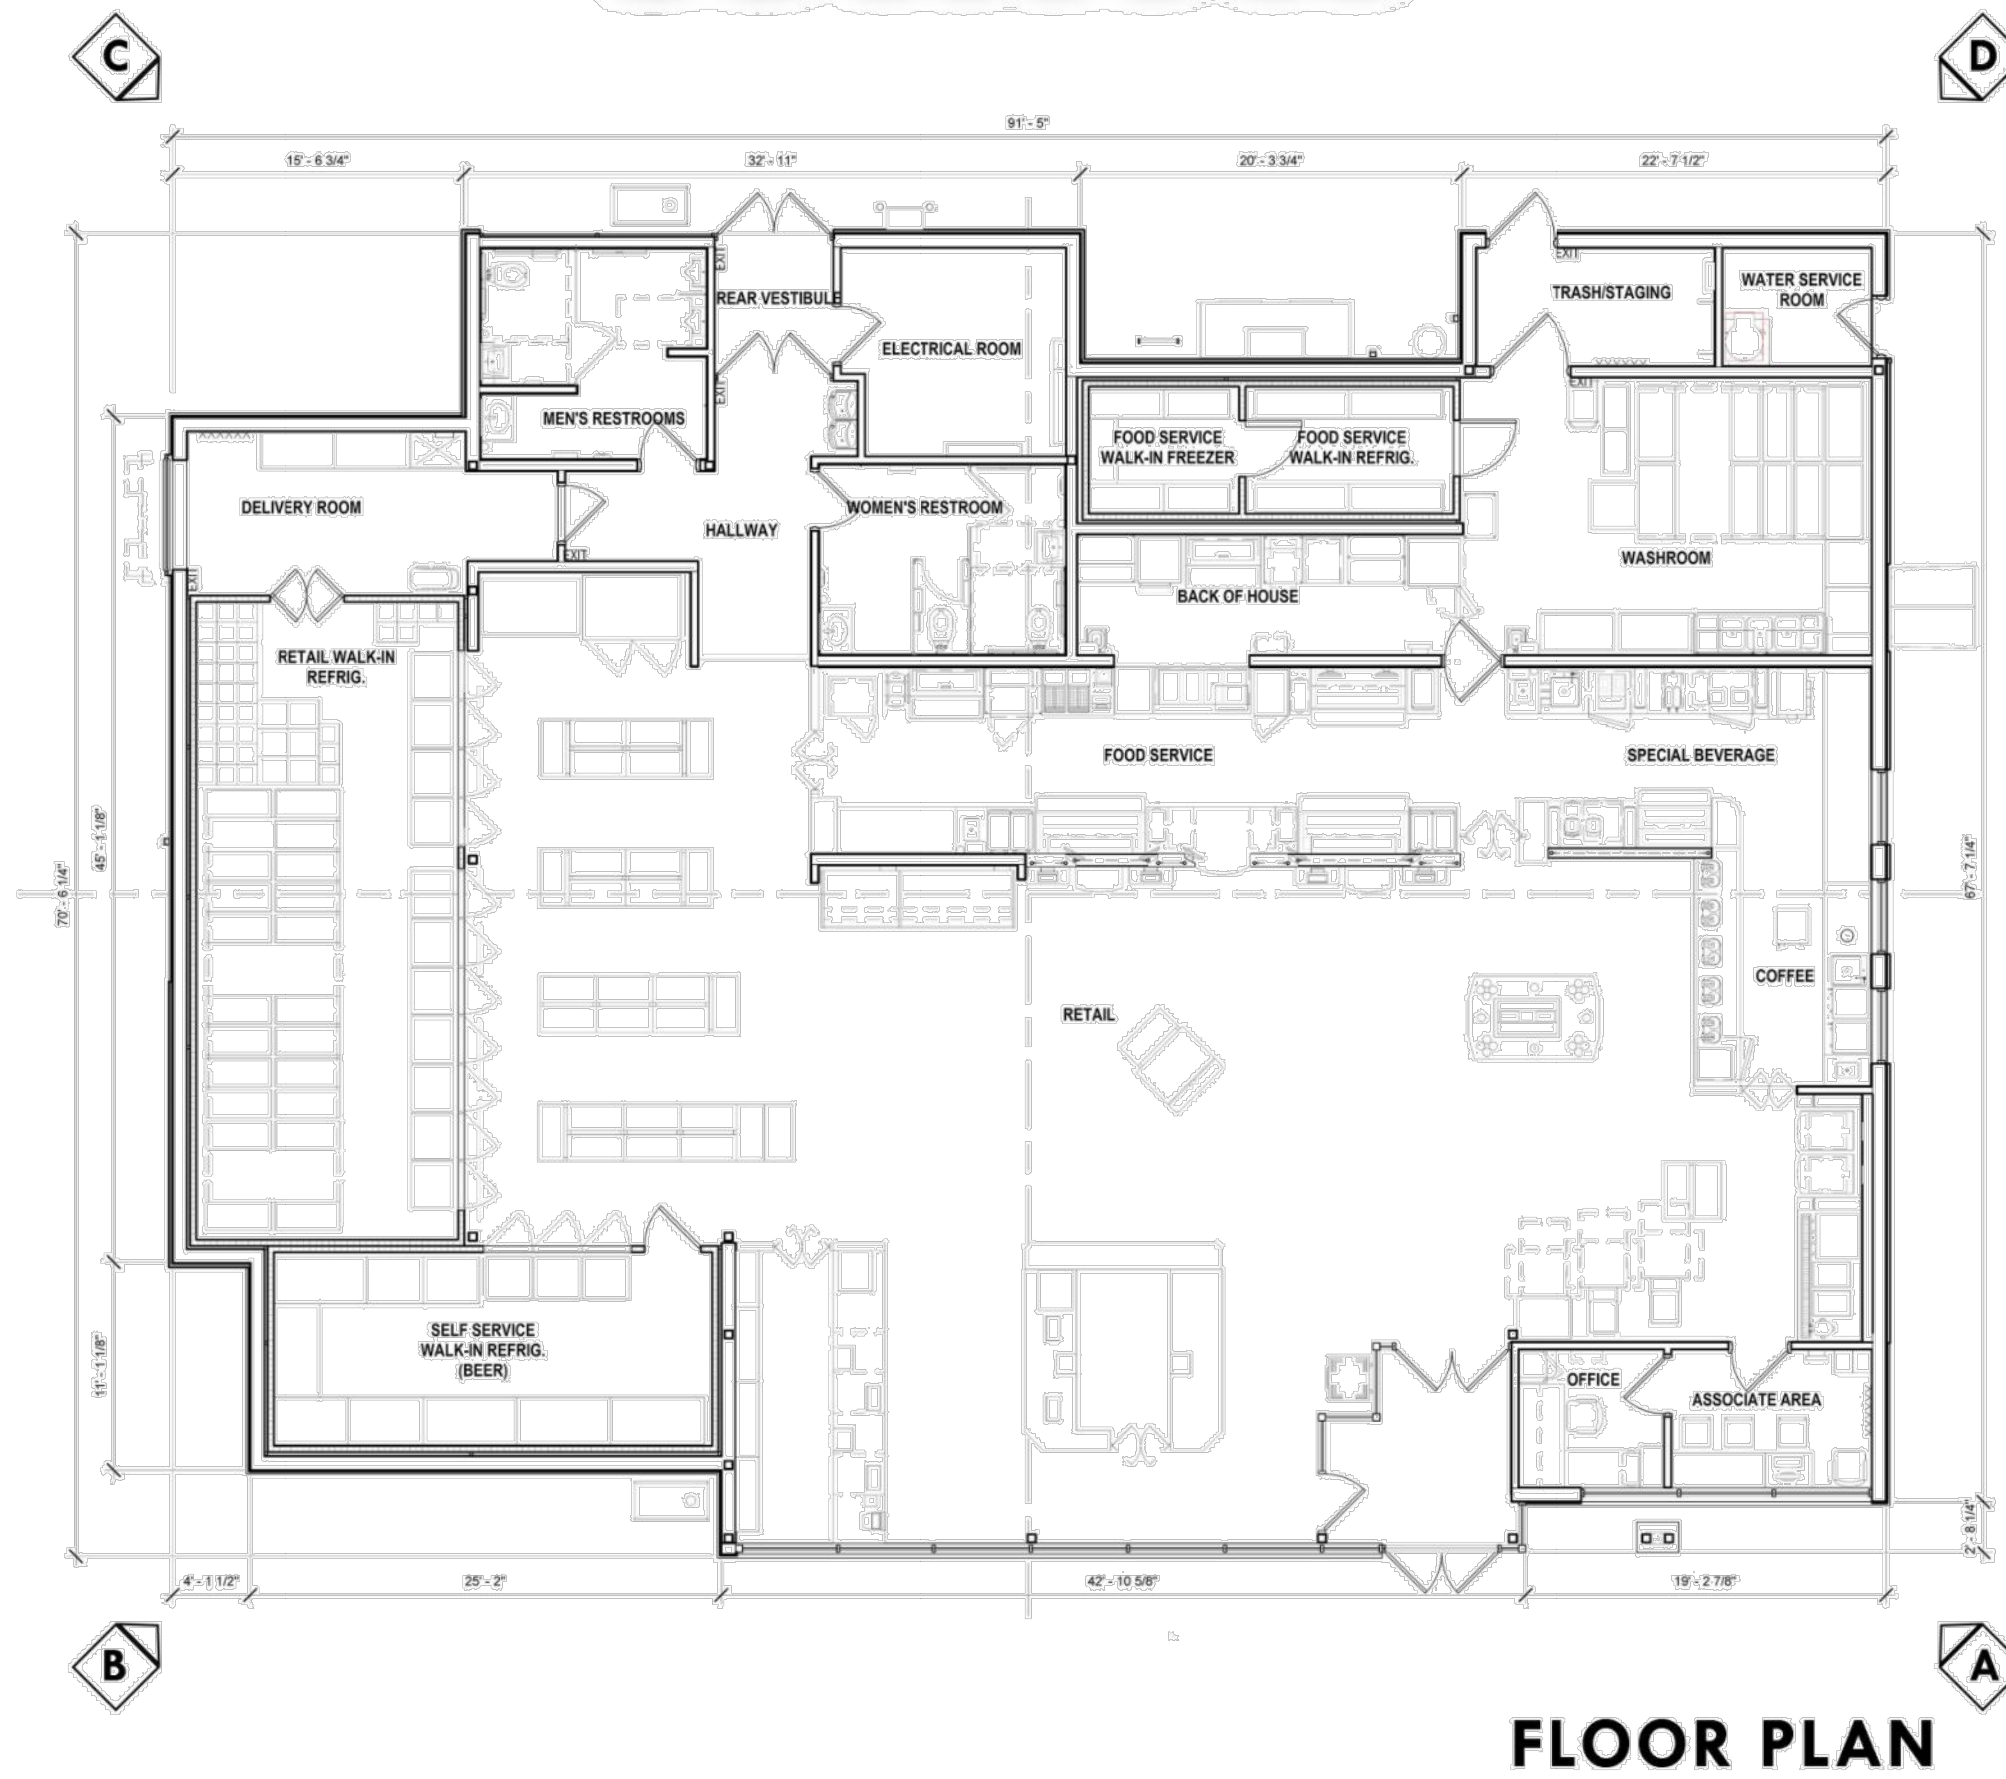 C
D
91' - 5"
15' - 6 3/4"
32' - 11"
20' - 3 3/4"
22' - 7 1/2"
EXIT
REAR VESTIBULE
ELECTRICAL ROOM
EXIT
TRASH/STAGING
WATER SERVICE
ROOM
EXIT
EXIT
MEN'S RESTROOMS
FOOD SERVICE
WALK-IN FREEZER
FOOD SERVICE
WALK-IN REFRIG.
DELIVERY ROOM
HALLWAY
WOMEN'S RESTROOM
EXIT
EXIT
WASHROOM
BACK OF HOUSE
RETAIL WALK-IN
REFRIG.
FOOD SERVICE
SPECIAL BEVERAGE
45' - 1 1/8"
70' - 6 1/4"
67' - 7 1/4"
COFFEE
RETAIL
SELF SERVICE
WALK-IN REFRIG.
(BEER)
11' - 1 1/8"
OFFICE
ASSOCIATE AREA
2' - 8 1/4"
4' - 1 1/2"
25' - 2"
42' - 10 5/8"
19' - 2 7/8"
B
A
FLOOR PLAN